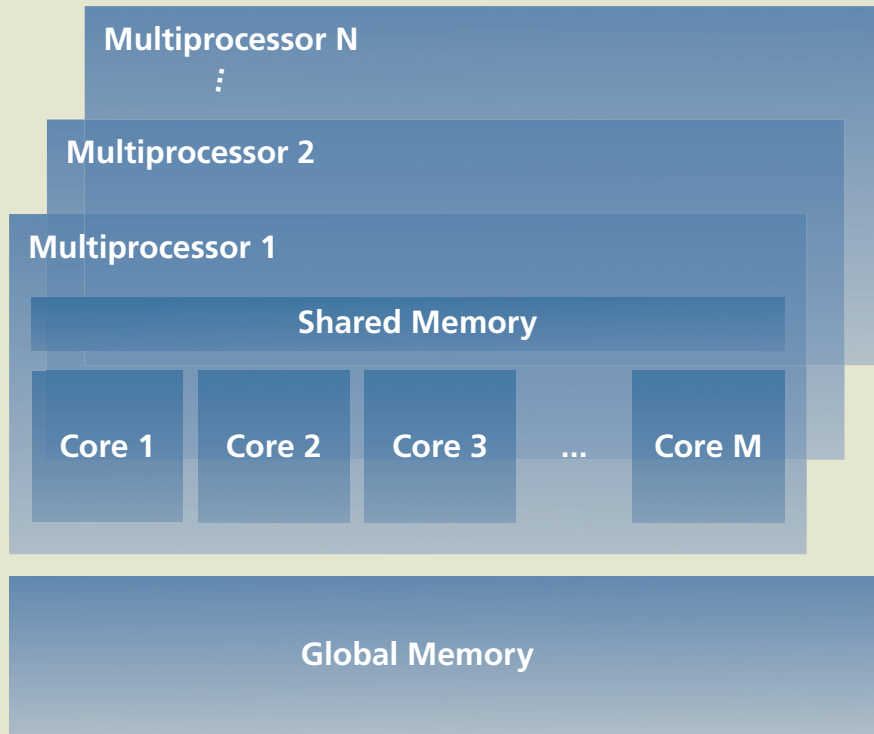 Multiprocessor N
⋮
Multiprocessor 2
Multiprocessor 1
Shared Memory
Core 1 Core 2 Core 3 ... Core M
Global Memory